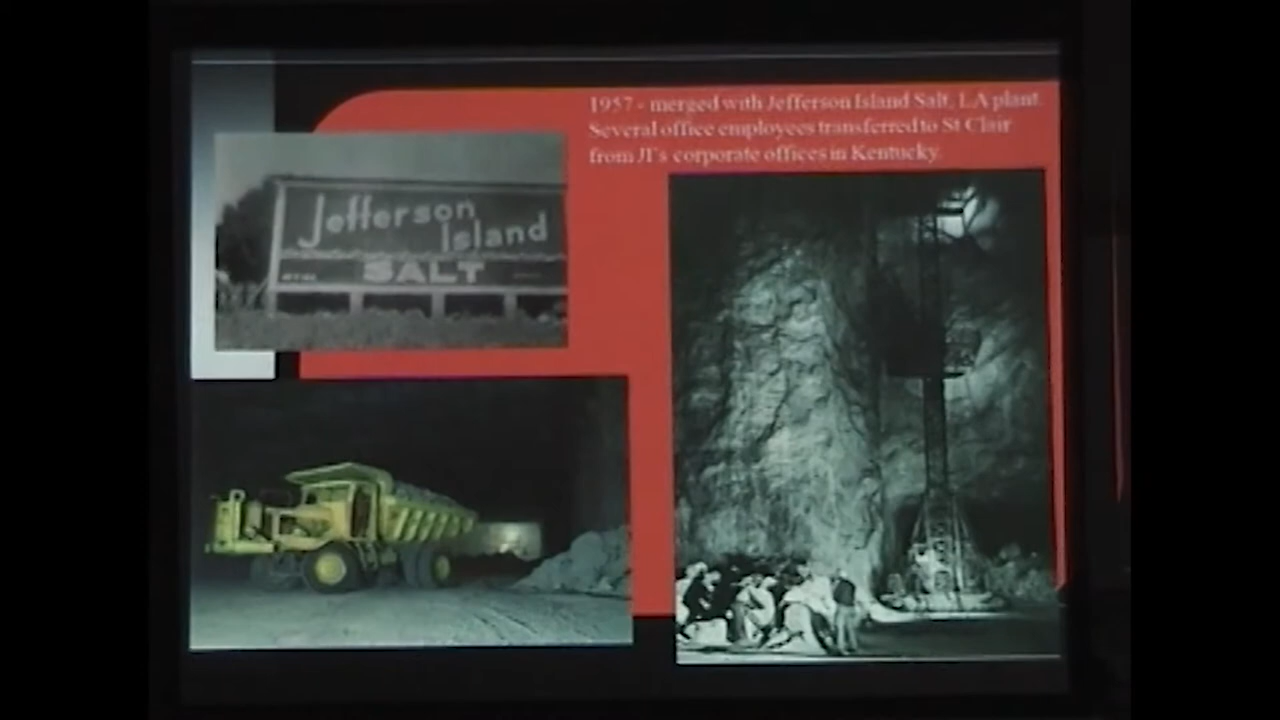 1957 - merged with Jefferson Island Salt, LA plant.
Several office employees transferred to St Clair
from JI's corporate offices in Kentucky.
Jefferson
Island
SALT